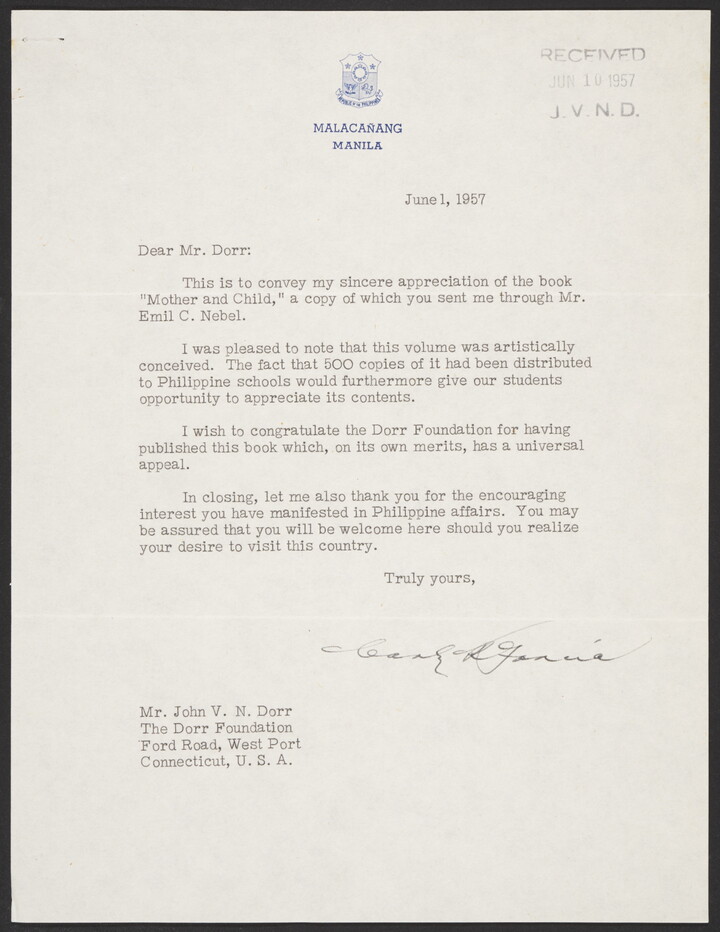 RECEIVED
JUN 10 1957
J. V. N. D.
REPUBLIC OF THE PHILIPPINES
MALACAÑANG
MANILA
June 1, 1957
Dear Mr. Dorr:
This is to convey my sincere appreciation of the book
"Mother and Child," a copy of which you sent me through Mr.
Emil C. Nebel.
I was pleased to note that this volume was artistically
conceived. The fact that 500 copies of it had been distributed
to Philippine schools would furthermore give our students
opportunity to appreciate its contents.
I wish to congratulate the Dorr Foundation for having
published this book which, on its own merits, has a universal
appeal.
In closing, let me also thank you for the encouraging
interest you have manifested in Philippine affairs. You may
be assured that you will be welcome here should you realize
your desire to visit this country.
Truly yours,
Carlos P. Garcia
Mr. John V. N. Dorr
The Dorr Foundation
Ford Road, West Port
Connecticut, U. S. A.